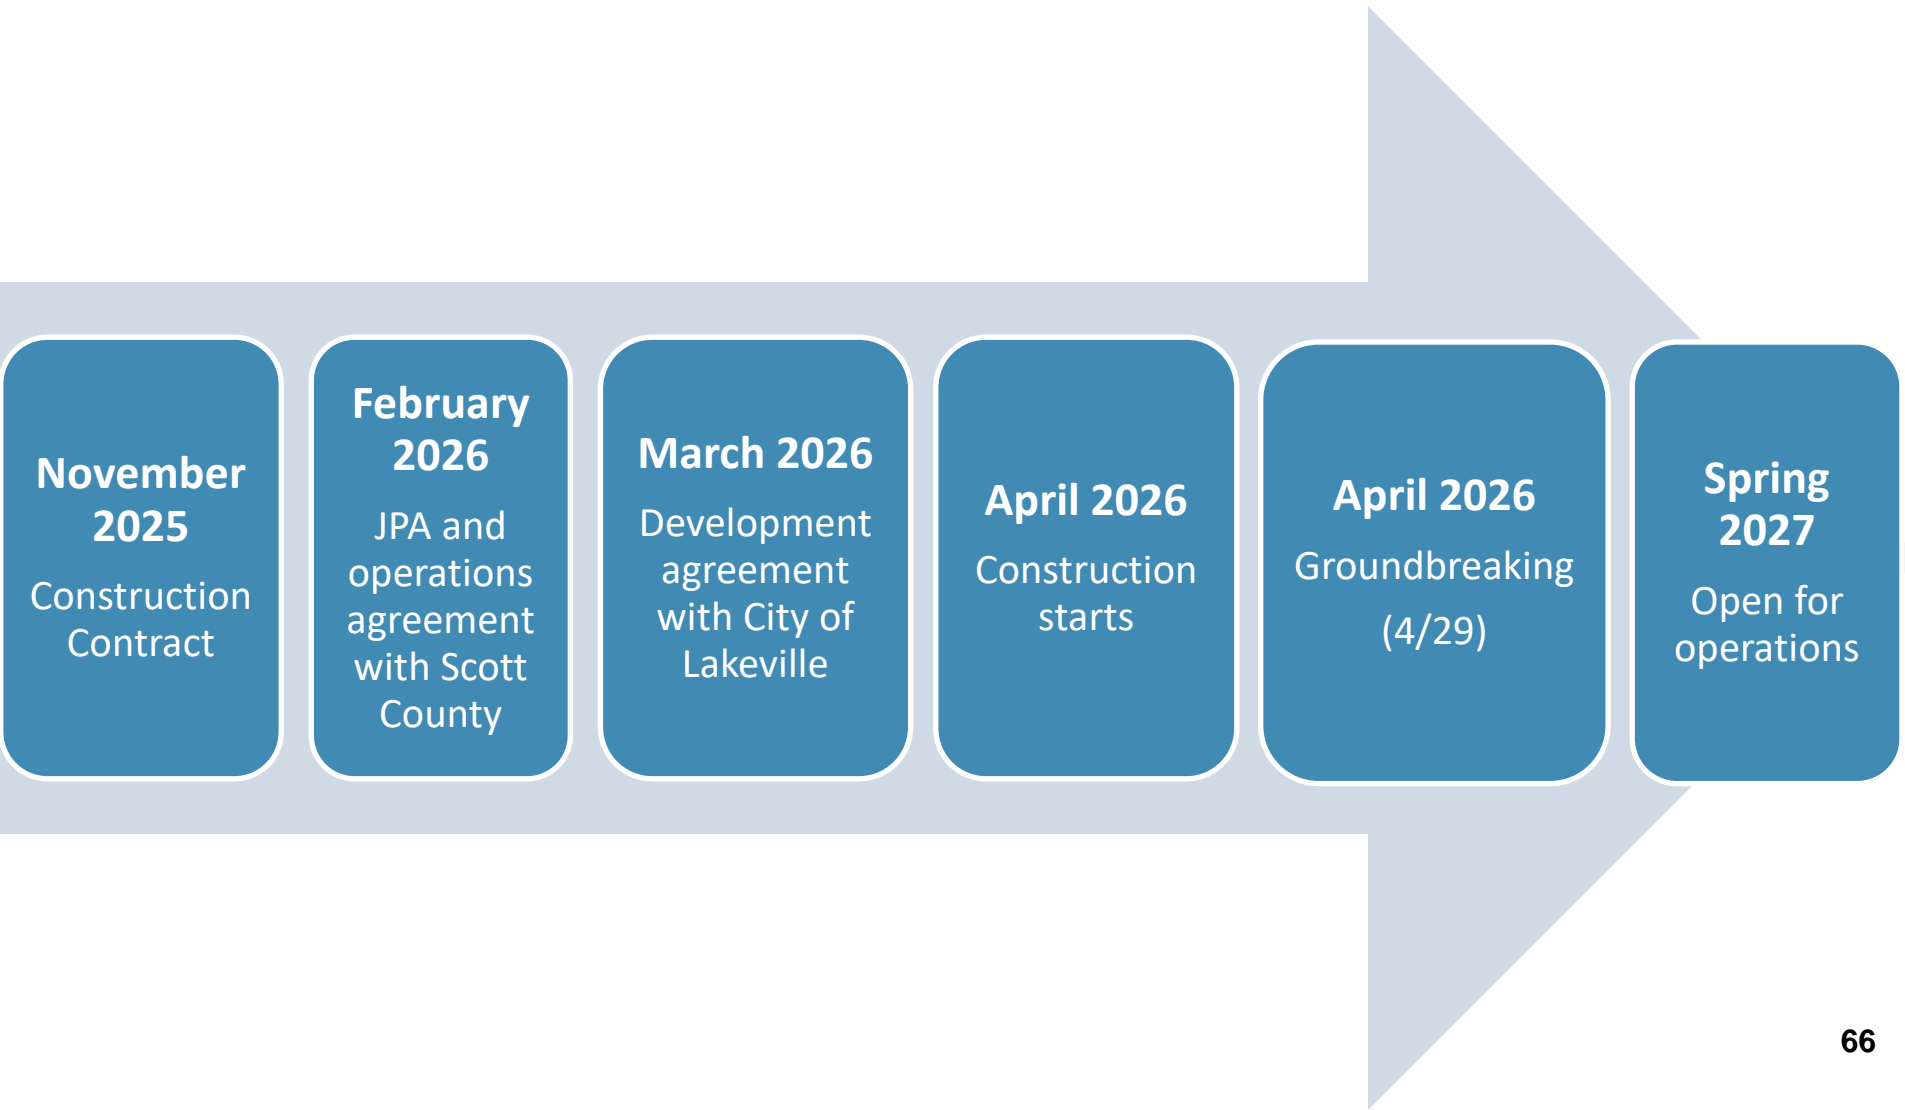 November
2025
Construction
Contract
February
2026
JPA and
operations
agreement
with Scott
County
March 2026
Development
agreement
with City of
Lakeville
April 2026
Construction
starts
April 2026
Groundbreaking
(4/29)
Spring
2027
Open for
operations
66